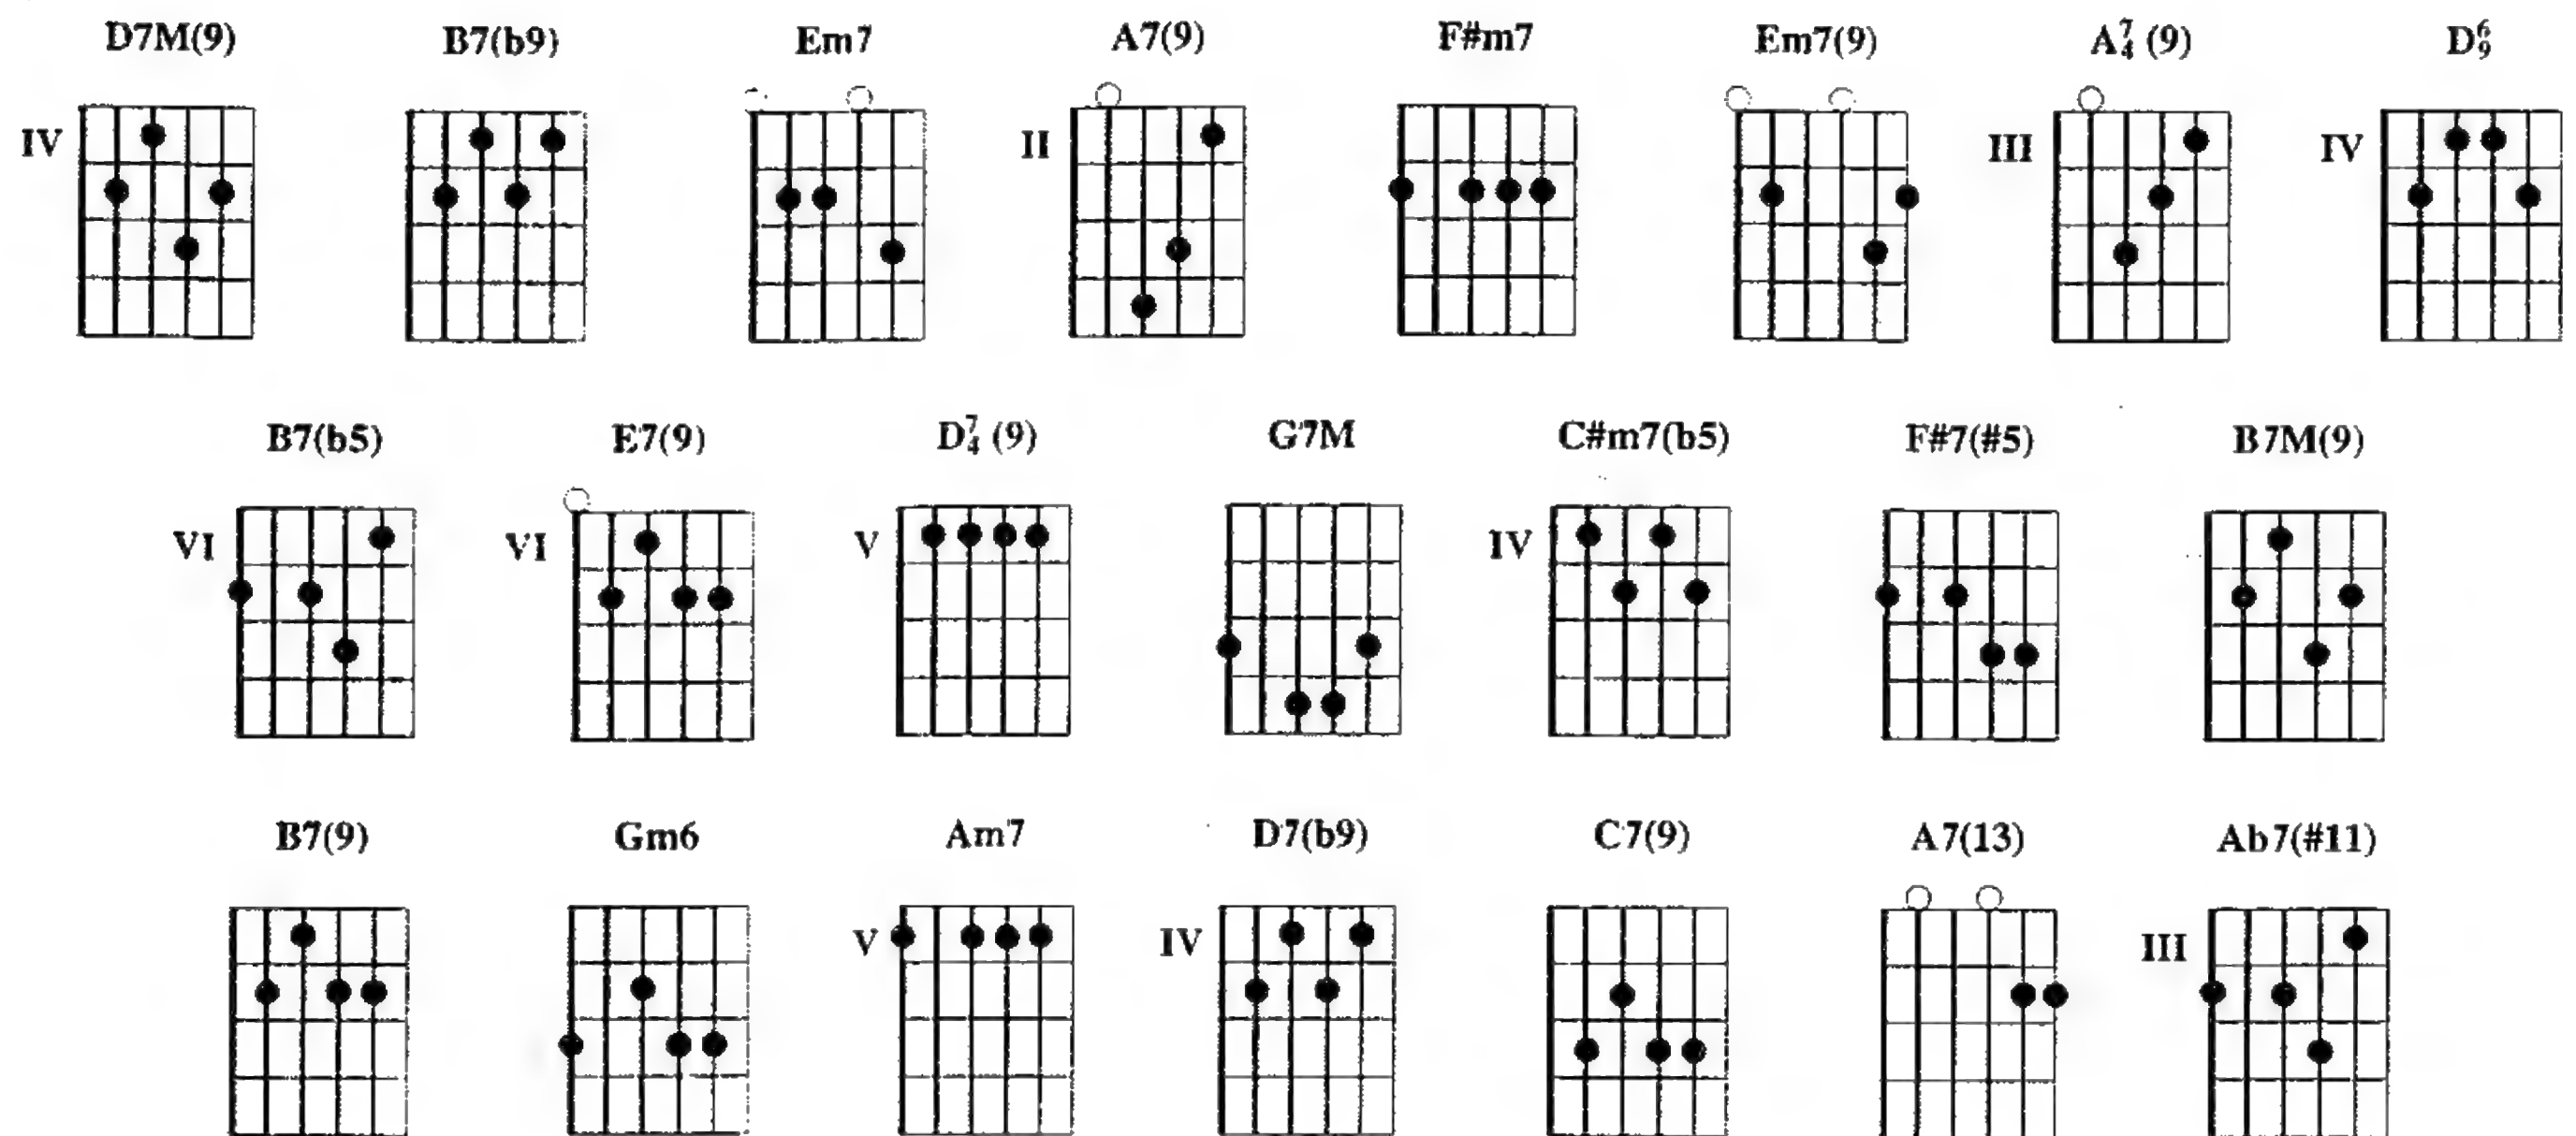 D7M(9) B7(b9) Em7 A7(9) F#m7 Em7(9) A7/4 (9) D6/9
IV II III IV
B7(b5) E7(9) D7/4 (9) G7M C#m7(b5) F#7(#5) B7M(9)
VI VI V IV
B7(9) Gm6 Am7 D7(b9) C7(9) A7(13) Ab7(#11)
V IV III